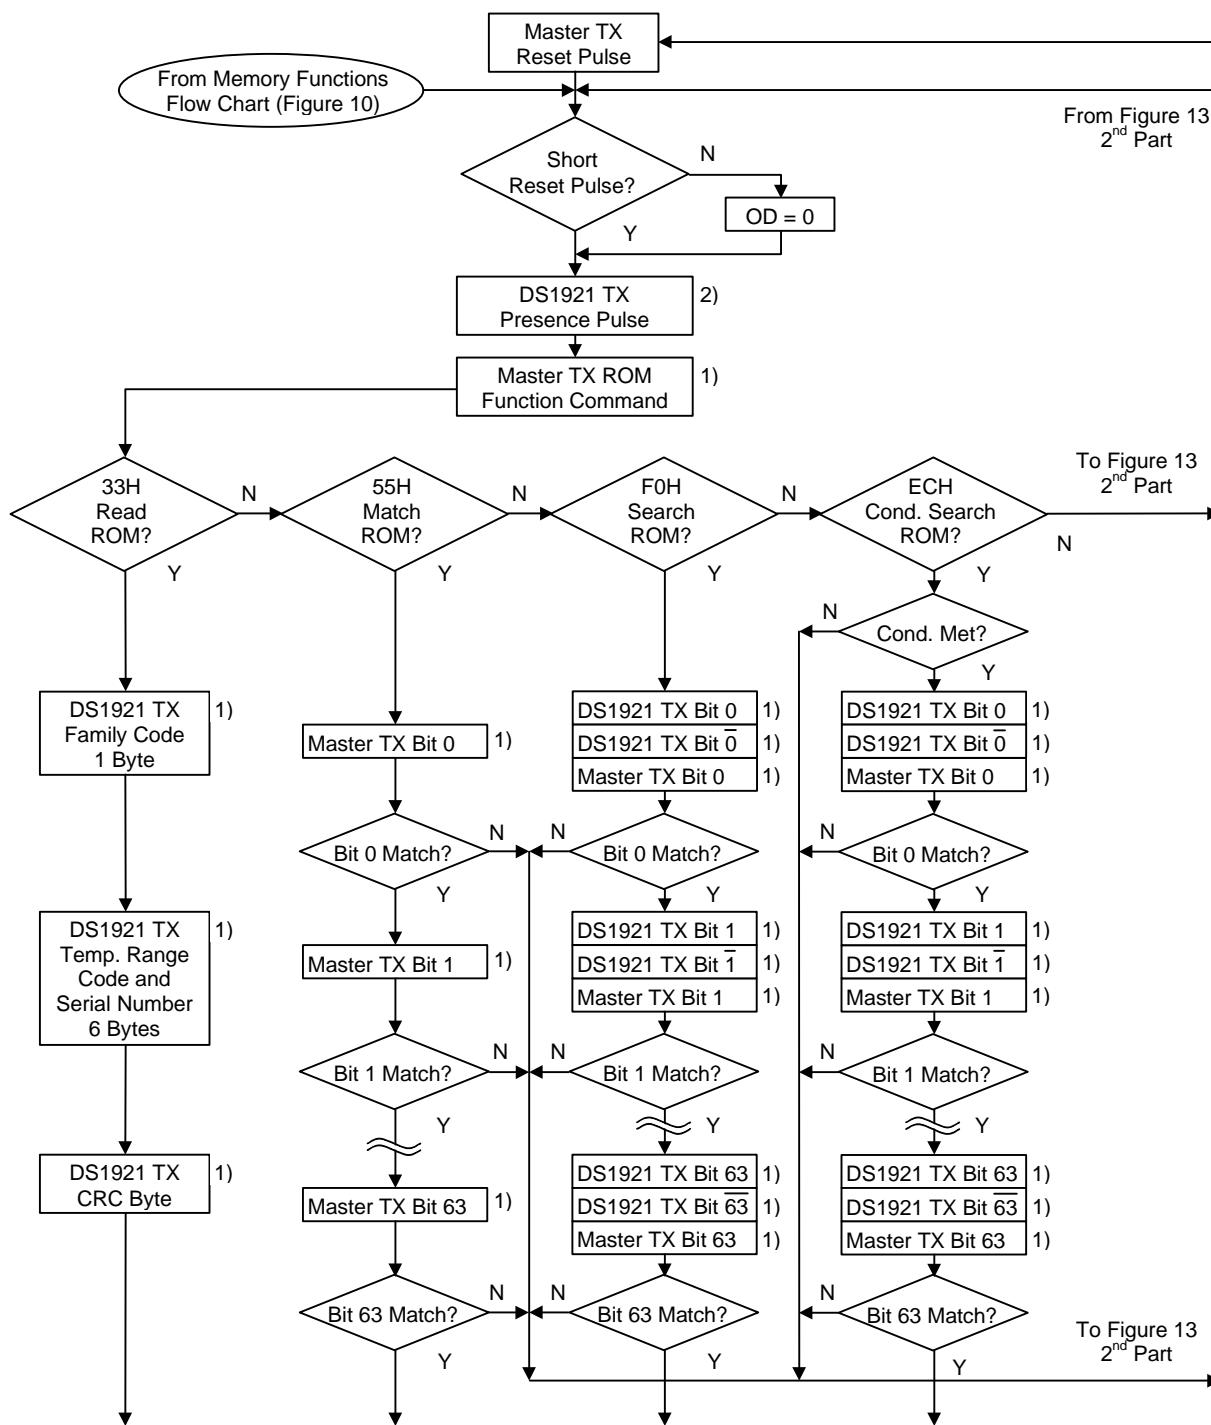 Master TX
Reset Pulse
From Memory Functions
Flow Chart (Figure 10)
From Figure 13
2nd Part
Short
Reset Pulse?
N
OD = 0
Y
DS1921 TX
Presence Pulse
2)
Master TX ROM
Function Command
1)
To Figure 13
2nd Part
33H
Read
ROM?
N
Y
55H
Match
ROM?
N
Y
F0H
Search
ROM?
N
Y
ECH
Cond. Search
ROM?
N
Y
Cond. Met?
N
Y
DS1921 TX
Family Code
1 Byte
1)
DS1921 TX
Temp. Range
Code and
Serial Number
6 Bytes
1)
DS1921 TX
CRC Byte
1)
Master TX Bit 0
1)
Bit 0 Match?
N
Y
Master TX Bit 1
1)
Bit 1 Match?
N
Y
Master TX Bit 63
1)
Bit 63 Match?
N
Y
DS1921 TX Bit 0
1)
DS1921 TX Bit 0̅
1)
Master TX Bit 0
1)
Bit 0 Match?
N
Y
DS1921 TX Bit 1
1)
DS1921 TX Bit 1̅
1)
Master TX Bit 1
1)
Bit 1 Match?
N
Y
DS1921 TX Bit 63
1)
DS1921 TX Bit 6̅3̅
1)
Master TX Bit 63
1)
Bit 63 Match?
N
Y
DS1921 TX Bit 0
1)
DS1921 TX Bit 0̅
1)
Master TX Bit 0
1)
Bit 0 Match?
N
Y
DS1921 TX Bit 1
1)
DS1921 TX Bit 1̅
1)
Master TX Bit 1
1)
Bit 1 Match?
N
Y
DS1921 TX Bit 63
1)
DS1921 TX Bit 6̅3̅
1)
Master TX Bit 63
1)
Bit 63 Match?
N
Y
To Figure 13
2nd Part